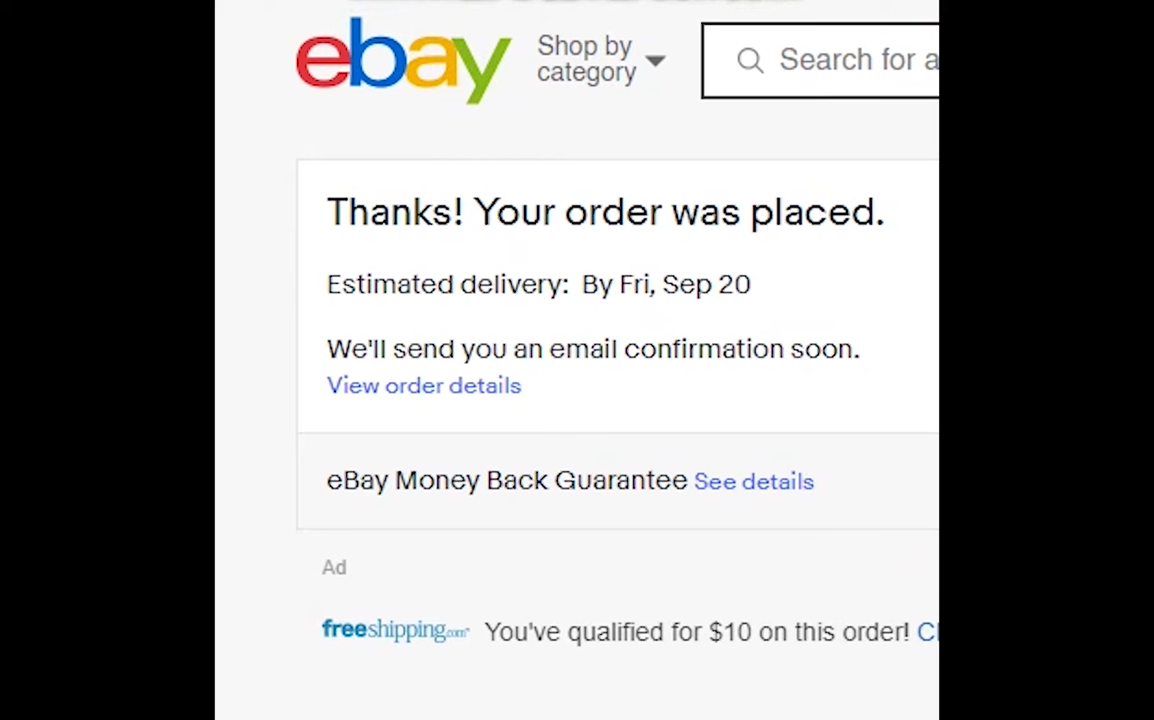 ebay
Shop by
category
Search for a
Thanks! Your order was placed.
Estimated delivery: By Fri, Sep 20
We'll send you an email confirmation soon.
View order details
eBay Money Back Guarantee See details
Ad
freeshipping.com You've qualified for $10 on this order!